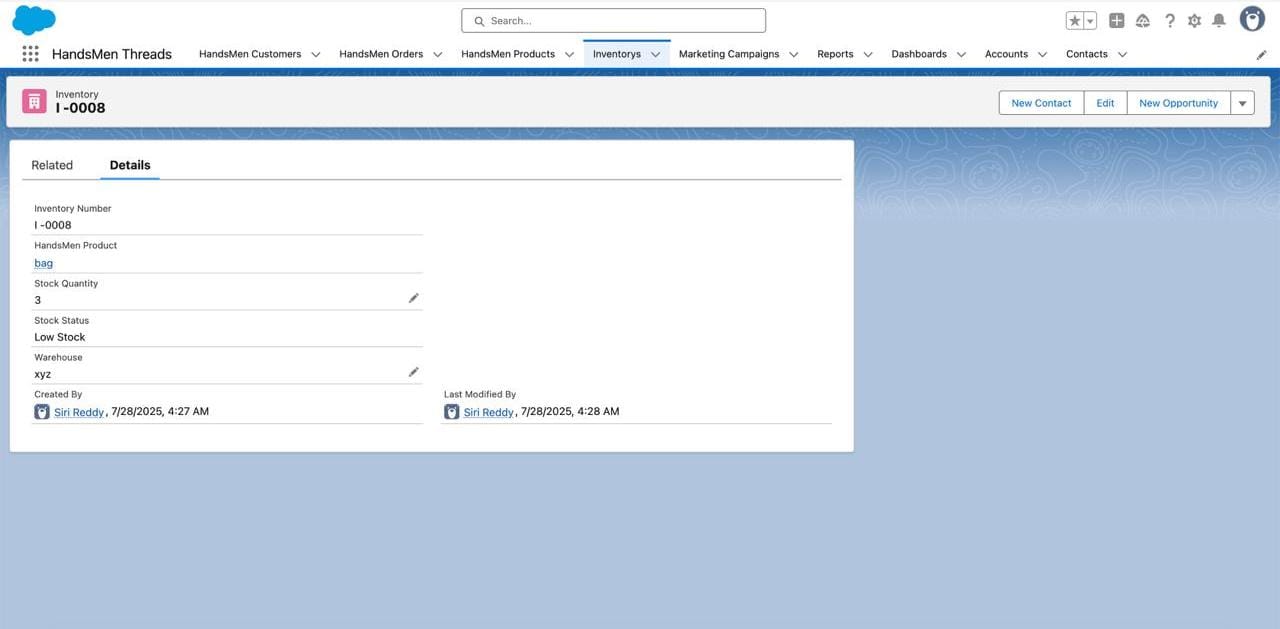 Search...
HandsMen Threads
HandsMen Customers
HandsMen Orders
HandsMen Products
Inventorys
Marketing Campaigns
Reports
Dashboards
Accounts
Contacts
Inventory
I -0008
New Contact
Edit
New Opportunity
Related
Details
Inventory Number
I -0008
HandsMen Product
bag
Stock Quantity
3
Stock Status
Low Stock
Warehouse
xyz
Created By
Siri Reddy, 7/28/2025, 4:27 AM
Last Modified By
Siri Reddy, 7/28/2025, 4:28 AM